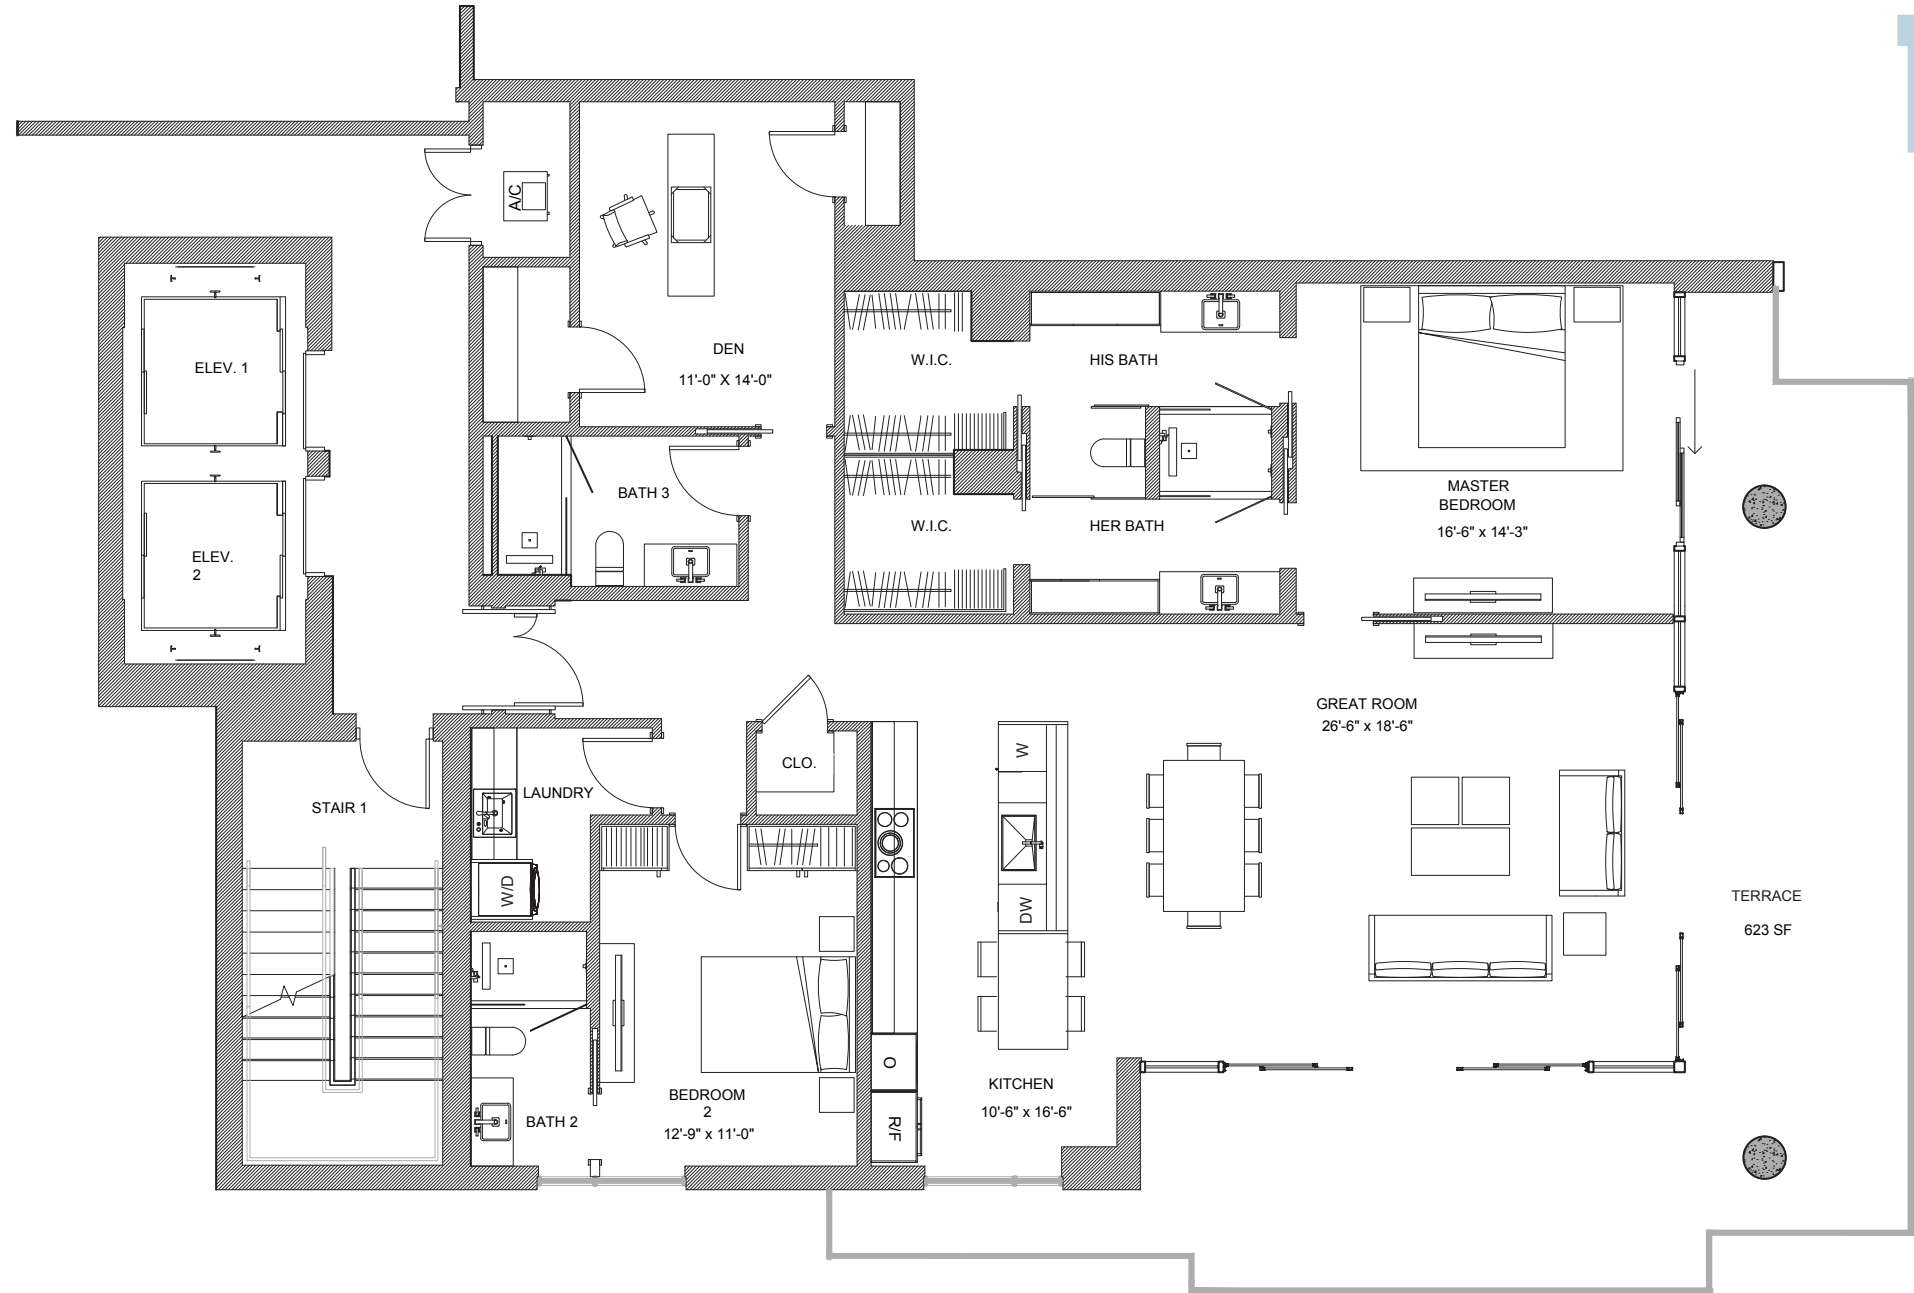 A/C
ELEV. 1
DEN
11'-0" X 14'-0"
W.I.C.
HIS BATH
BATH 3
MASTER
BEDROOM
16'-6" x 14'-3"
W.I.C.
HER BATH
ELEV.
2
GREAT ROOM
26'-6" x 18'-6"
CLO.
W
LAUNDRY
STAIR 1
W/D
DW
TERRACE
623 SF
O
KITCHEN
10'-6" x 16'-6"
BEDROOM
2
12'-9" x 11'-0"
BATH 2
R/F